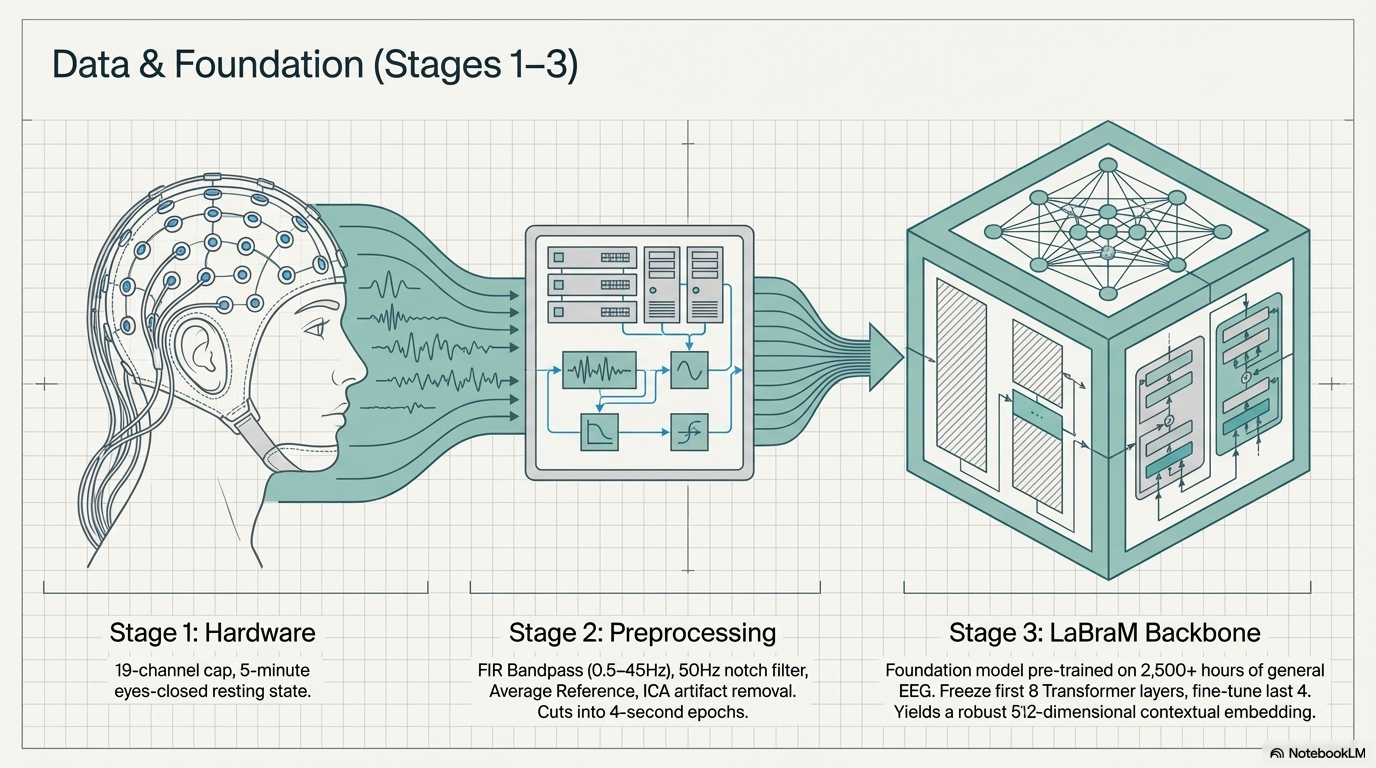 Data & Foundation (Stages 1–3)
Stage 1: Hardware
19-channel cap, 5-minute
eyes-closed resting state.
Stage 2: Preprocessing
FIR Bandpass (0.5–45Hz), 50Hz notch filter,
Average Reference, ICA artifact removal.
Cuts into 4-second epochs.
Stage 3: LaBraM Backbone
Foundation model pre-trained on 2,500+ hours of general
EEG. Freeze first 8 Transformer layers, fine-tune last 4.
Yields a robust 512-dimensional contextual embedding.
NotebookLM